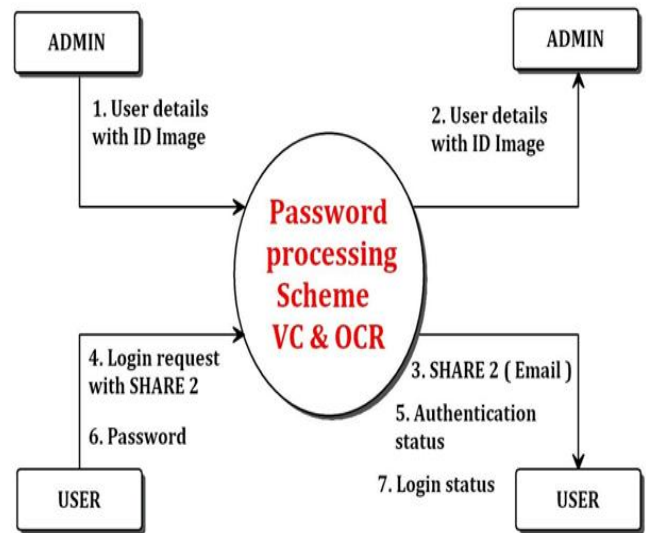 ADMIN
ADMIN
1. User details
with ID Image
2. User details
with ID Image
Password
processing
Scheme
VC & OCR
4. Login request
with SHARE 2
6. Password
3. SHARE 2 ( Email )
5. Authentication
status
7. Login status
USER
USER